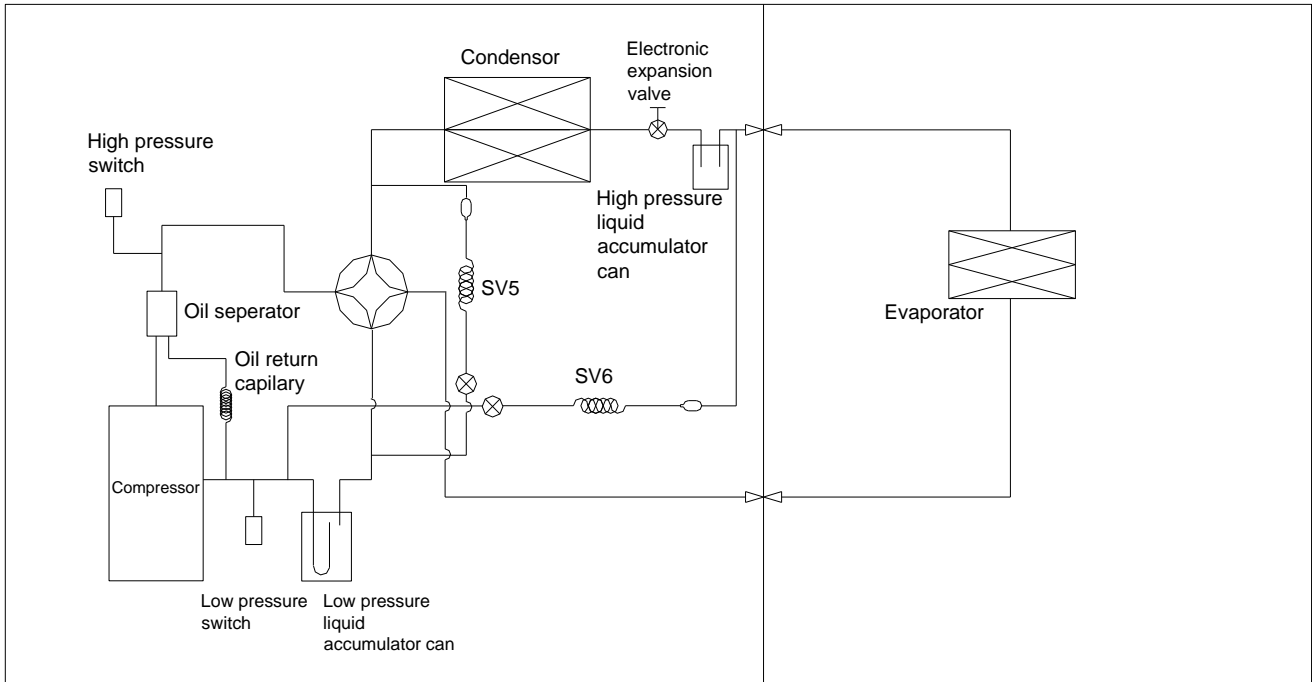 Condensor
Electronic
expansion
valve
High pressure
switch
High pressure
liquid
accumulator
can
SV5
Oil seperator
Evaporator
Oil return
capilary
SV6
Compressor
Low pressure
switch
Low pressure
liquid
accumulator can